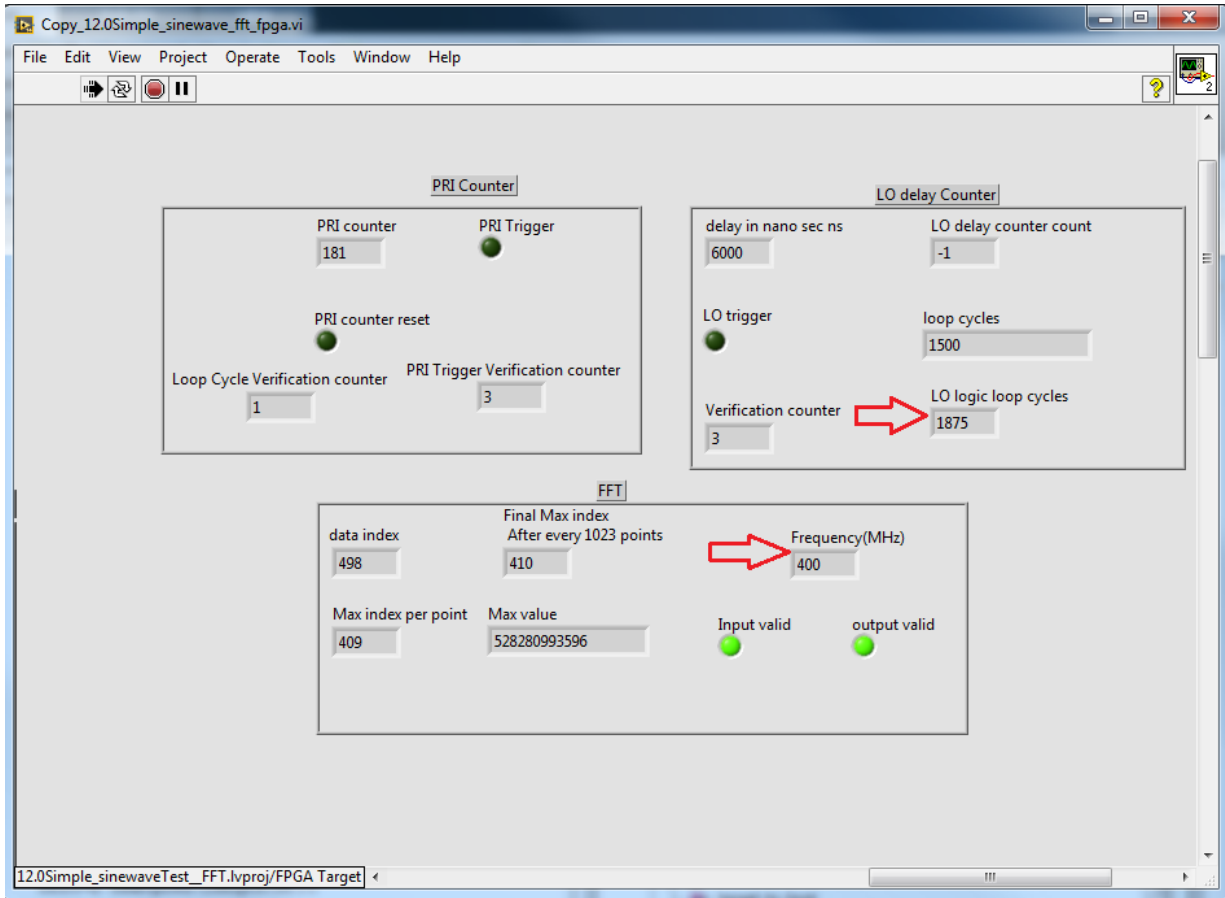 Copy_12.0Simple_sinewave_fft_fpga.vi
File Edit View Project Operate Tools Window Help
2
PRI Counter
PRI counter
181
PRI Trigger
PRI counter reset
Loop Cycle Verification counter
1
PRI Trigger Verification counter
3
LO delay Counter
delay in nano sec ns
6000
LO delay counter count
-1
LO trigger
loop cycles
1500
Verification counter
3
LO logic loop cycles
1875
FFT
data index
498
Final Max index
After every 1023 points
410
Frequency(MHz)
400
Max index per point
409
Max value
528280993596
Input valid
output valid
12.0Simple_sinewaveTest__FFT.lvproj/FPGA Target